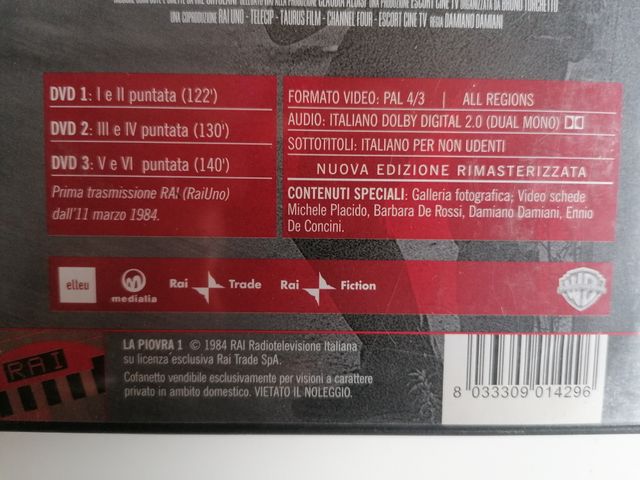 UNA COPRODUZIONE RAI UNO - TELECIP - TAURUS FILM - CHANNEL FOUR - ESCORT CINE TV REGIA DAMIANO DAMIANI
DVD 1: I e II puntata (122')
DVD 2: III e IV puntata (130')
DVD 3: V e VI puntata (140')
Prima trasmissione RAI (RaiUno)
dall'11 marzo 1984.
FORMATO VIDEO: PAL 4/3 | ALL REGIONS
AUDIO: ITALIANO DOLBY DIGITAL 2.0 (DUAL MONO)
SOTTOTITOLI: ITALIANO PER NON UDENTI
NUOVA EDIZIONE RIMASTERIZZATA
CONTENUTI SPECIALI: Galleria fotografica; Video schede
Michele Placido, Barbara De Rossi, Damiano Damiani, Ennio
De Concini.
elleu
medialia
Rai Trade
Rai Fiction
WB
RAI
LA PIOVRA 1 © 1984 RAI Radiotelevisione Italiana
su licenza esclusiva Rai Trade SpA.
Cofanetto vendibile esclusivamente per visioni a carattere
privato in ambito domestico. VIETATO IL NOLEGGIO.
8 033309 014296